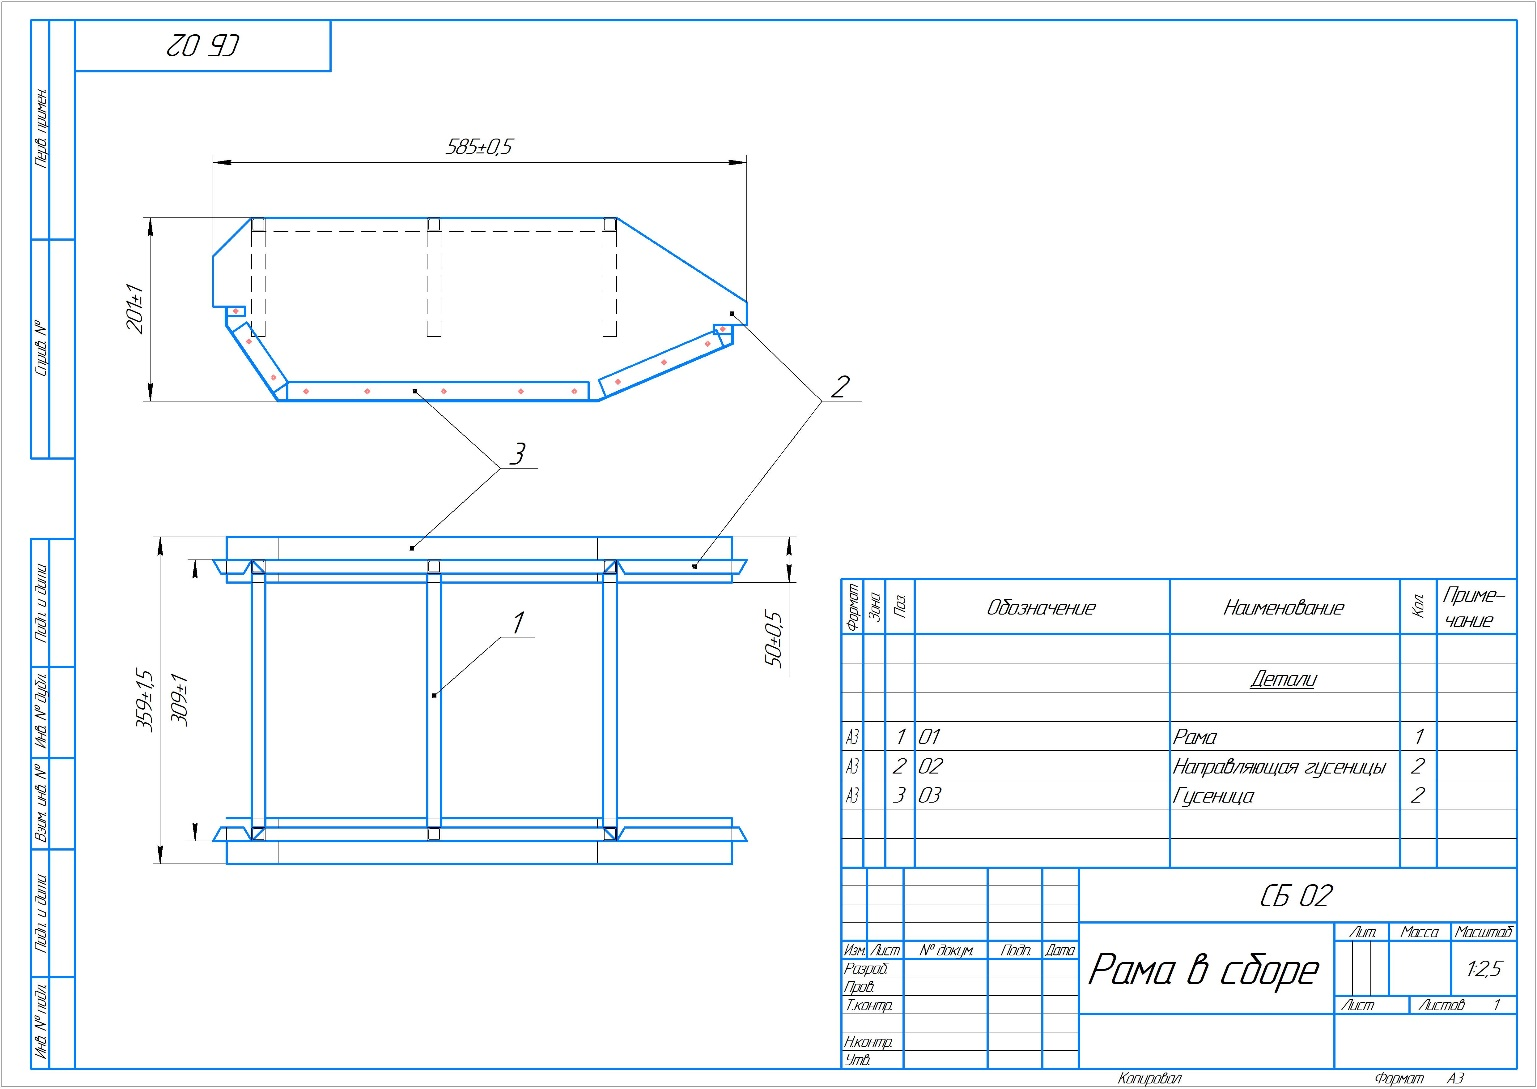 СБ 02
Перв. примен.
Справ. №
Подп. и дата
Инв. № дубл.
Взам. инв. №
Подп. и дата
Инв. № подл.
585±0,5
201±1
2
3
1
50±0,5
359±1,5
309±1
Формат Зона Поз. Обозначение Наименование Кол. Приме-
чание
Детали
А3 1 01 Рама 1
А3 2 02 Направляющая гусеницы 2
А3 3 03 Гусеница 2
СБ 02
Изм. Лист № докум. Подп. Дата
Разраб.
Пров.
Т.контр.
Н.контр.
Утв.
Рама в сборе
Лит. Масса Масштаб
1:2,5
Лист Листов 1
Копировал Формат А3